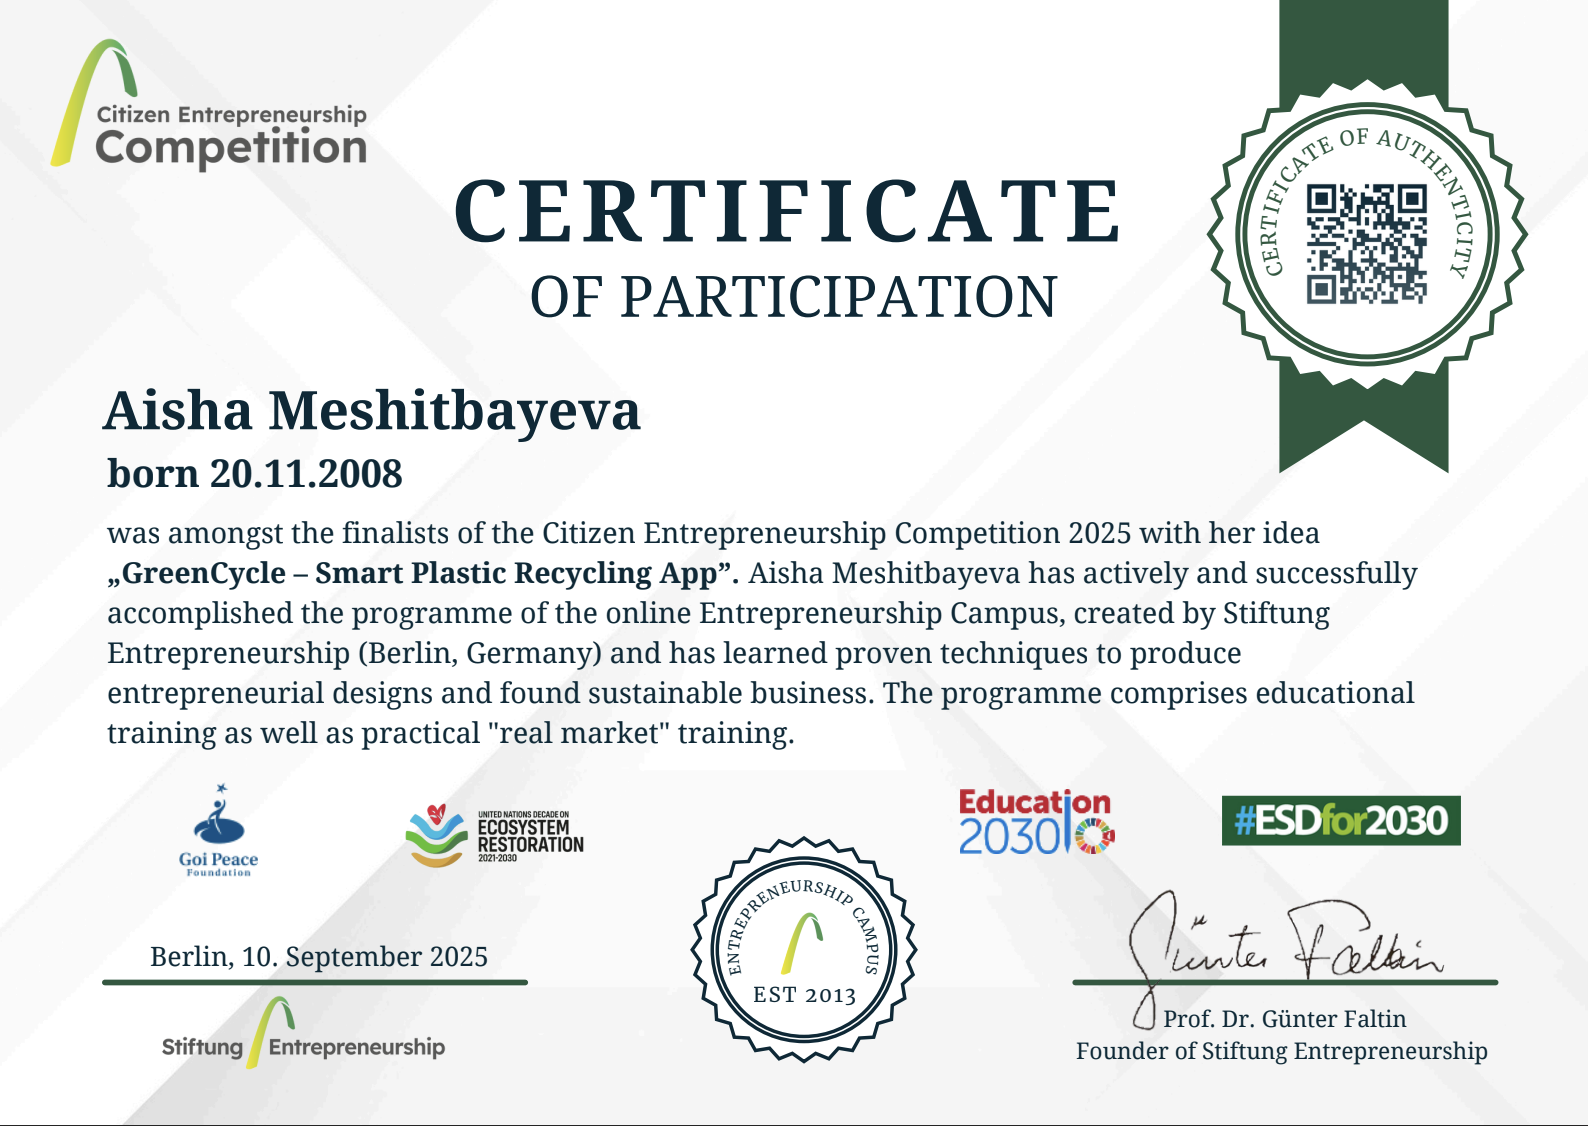 Citizen Entrepreneurship
Competition
CERTIFICATE OF AUTHENTICITY
CERTIFICATE
OF PARTICIPATION
Aisha Meshitbayeva
born 20.11.2008
was amongst the finalists of the Citizen Entrepreneurship Competition 2025 with her idea
„GreenCycle – Smart Plastic Recycling App”. Aisha Meshitbayeva has actively and successfully
accomplished the programme of the online Entrepreneurship Campus, created by Stiftung
Entrepreneurship (Berlin, Germany) and has learned proven techniques to produce
entrepreneurial designs and found sustainable business. The programme comprises educational
training as well as practical "real market" training.
Goi Peace
Foundation
UNITED NATIONS DECADE ON
ECOSYSTEM
RESTORATION
2021-2030
Education
2030
#ESDfor2030
ENTREPRENEURSHIP CAMPUS
EST 2013
Berlin, 10. September 2025
Stiftung Entrepreneurship
Günter Faltin
Prof. Dr. Günter Faltin
Founder of Stiftung Entrepreneurship